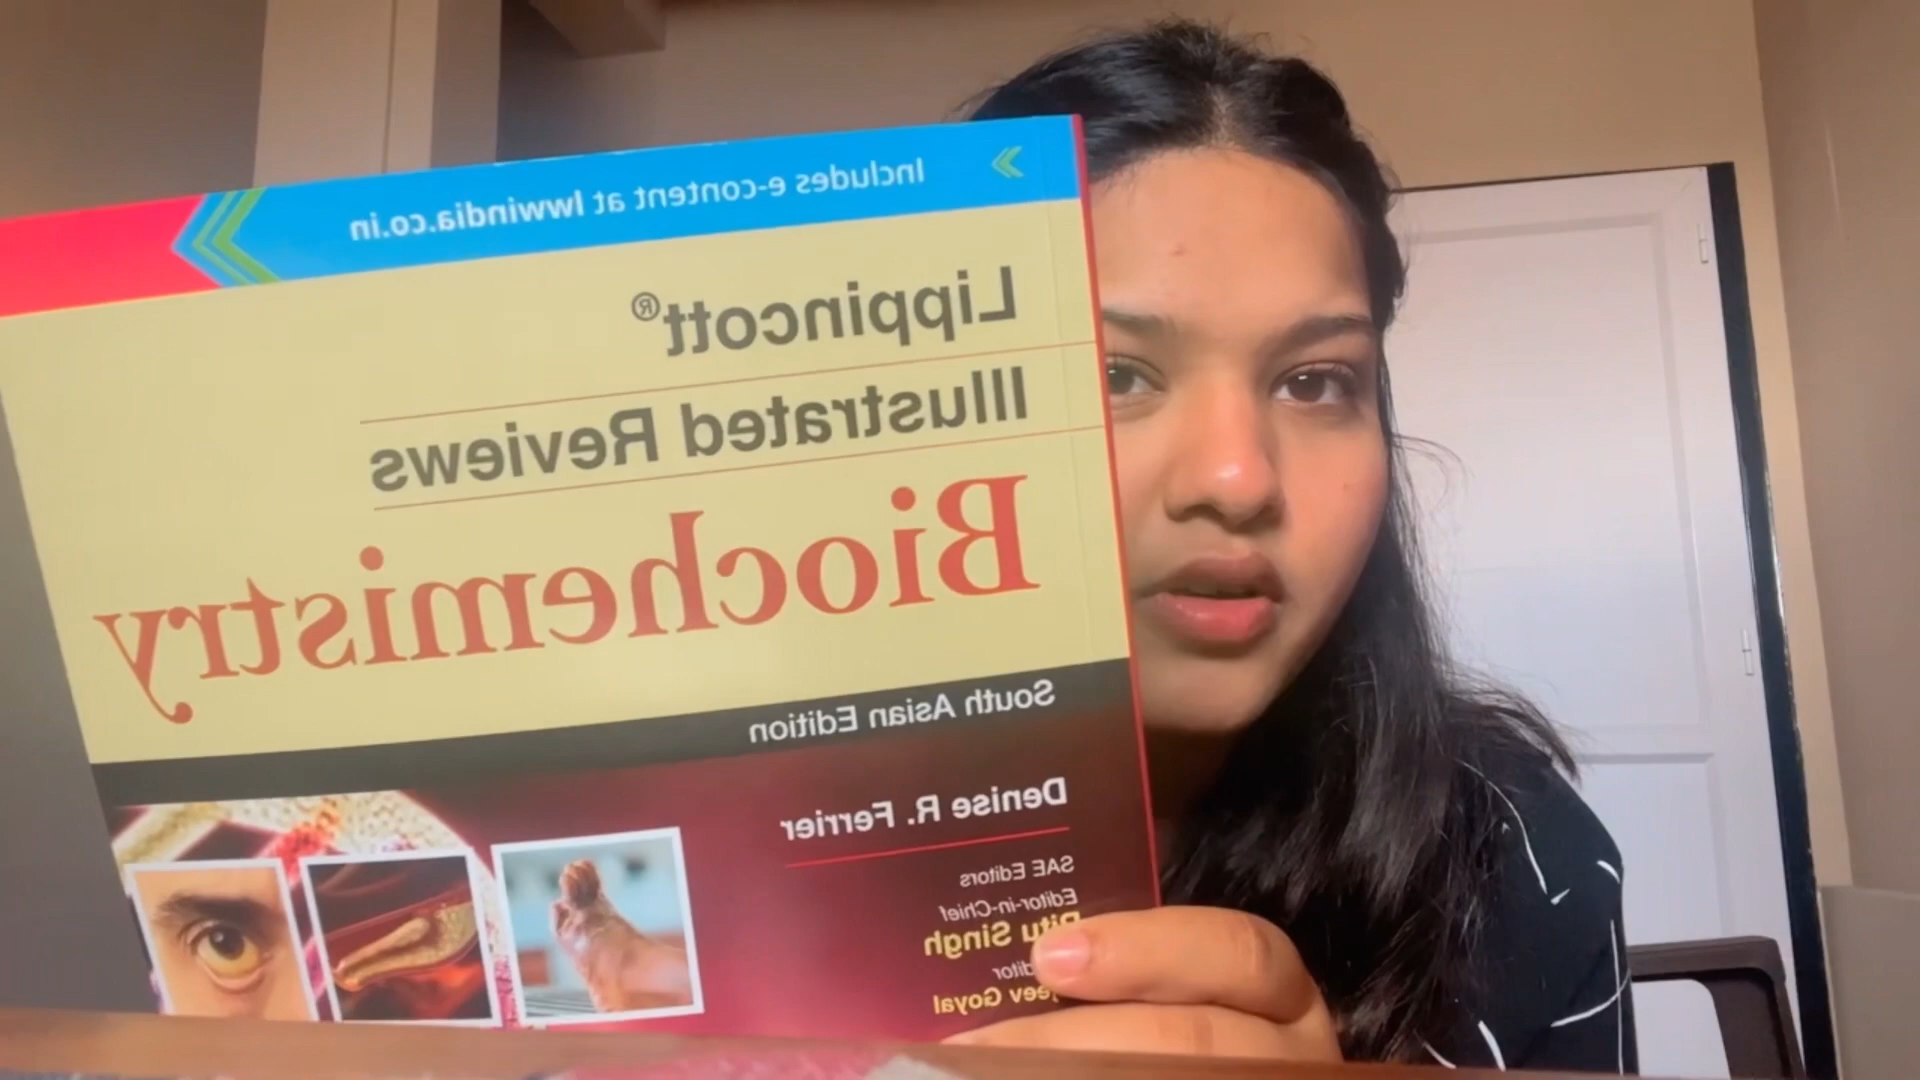 Includes e-content at lwwindia.co.in
Lippincott®
Illustrated Reviews
Biochemistry
South Asian Edition
Denise R. Ferrier
SAE Editors
Editor-in-Chief
Singh
Goyal